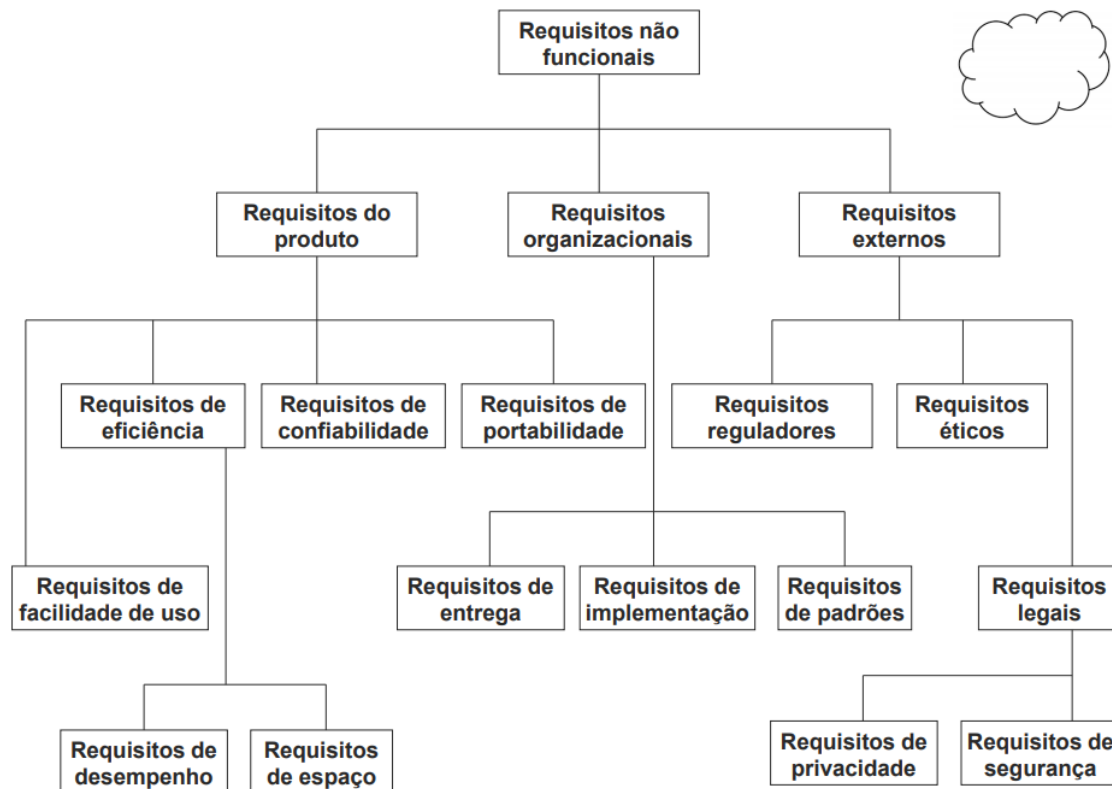 Requisitos não
funcionais
Requisitos do
produto
Requisitos
organizacionais
Requisitos
externos
Requisitos de
eficiência
Requisitos de
confiabilidade
Requisitos de
portabilidade
Requisitos
reguladores
Requisitos
éticos
Requisitos de
facilidade de uso
Requisitos de
entrega
Requisitos de
implementação
Requisitos
de padrões
Requisitos
legais
Requisitos de
desempenho
Requisitos
de espaço
Requisitos de
privacidade
Requisitos de
segurança